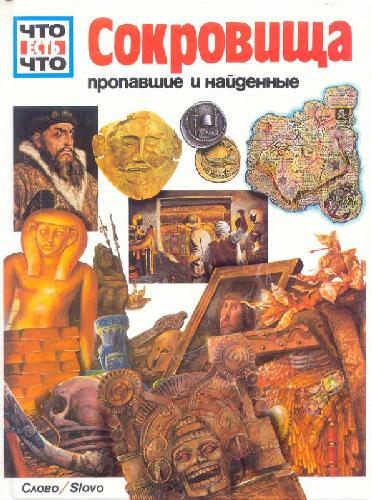 ЧТО
ЕСТЬ
ЧТО
Сокровища
пропавшие и найденные
Слово/Slovo